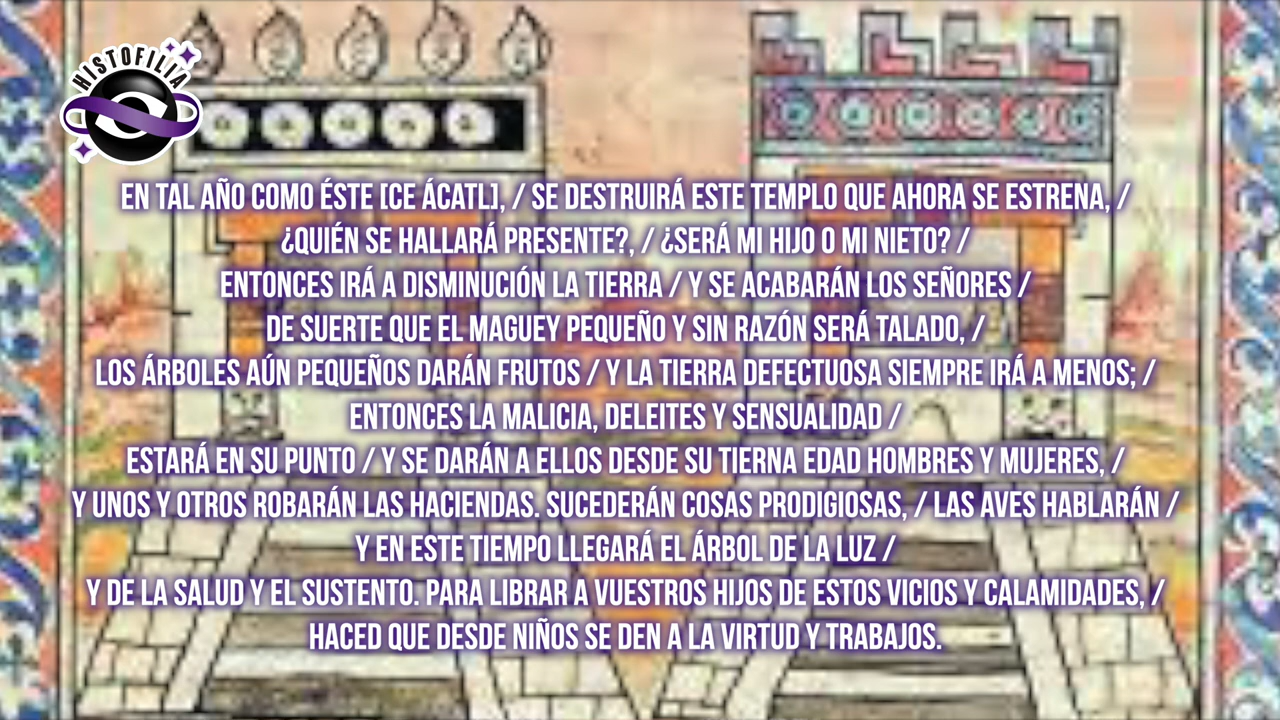 HISTOFILIA
EN TAL AÑO COMO ÉSTE [CE ÁCATL], / SE DESTRUIRÁ ESTE TEMPLO QUE AHORA SE ESTRENA, /
¿QUIÉN SE HALLARÁ PRESENTE?, / ¿SERÁ MI HIJO O MI NIETO? /
ENTONCES IRÁ A DISMINUCIÓN LA TIERRA / Y SE ACABARÁN LOS SEÑORES /
DE SUERTE QUE EL MAGUEY PEQUEÑO Y SIN RAZÓN SERÁ TALADO, /
LOS ÁRBOLES AÚN PEQUEÑOS DARÁN FRUTOS / Y LA TIERRA DEFECTUOSA SIEMPRE IRÁ A MENOS; /
ENTONCES LA MALICIA, DELEITES Y SENSUALIDAD /
ESTARÁ EN SU PUNTO / Y SE DARÁN A ELLOS DESDE SU TIERNA EDAD HOMBRES Y MUJERES, /
Y UNOS Y OTROS ROBARÁN LAS HACIENDAS. SUCEDERÁN COSAS PRODIGIOSAS, / LAS AVES HABLARÁN /
Y EN ESTE TIEMPO LLEGARÁ EL ÁRBOL DE LA LUZ /
Y DE LA SALUD Y EL SUSTENTO. PARA LIBRAR A VUESTROS HIJOS DE ESTOS VICIOS Y CALAMIDADES, /
HACED QUE DESDE NIÑOS SE DEN A LA VIRTUD Y TRABAJOS.